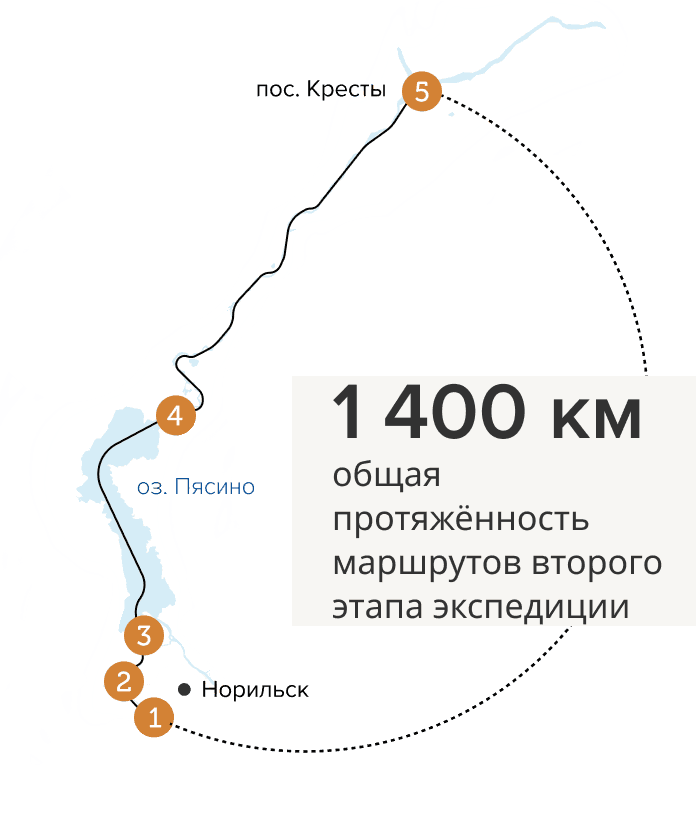 пос. Кресты
5
1 400 км
4
общая
оз. Пясино
протяжённость
маршрутов второго
этапа экспедиции
3
2
Норильск
1